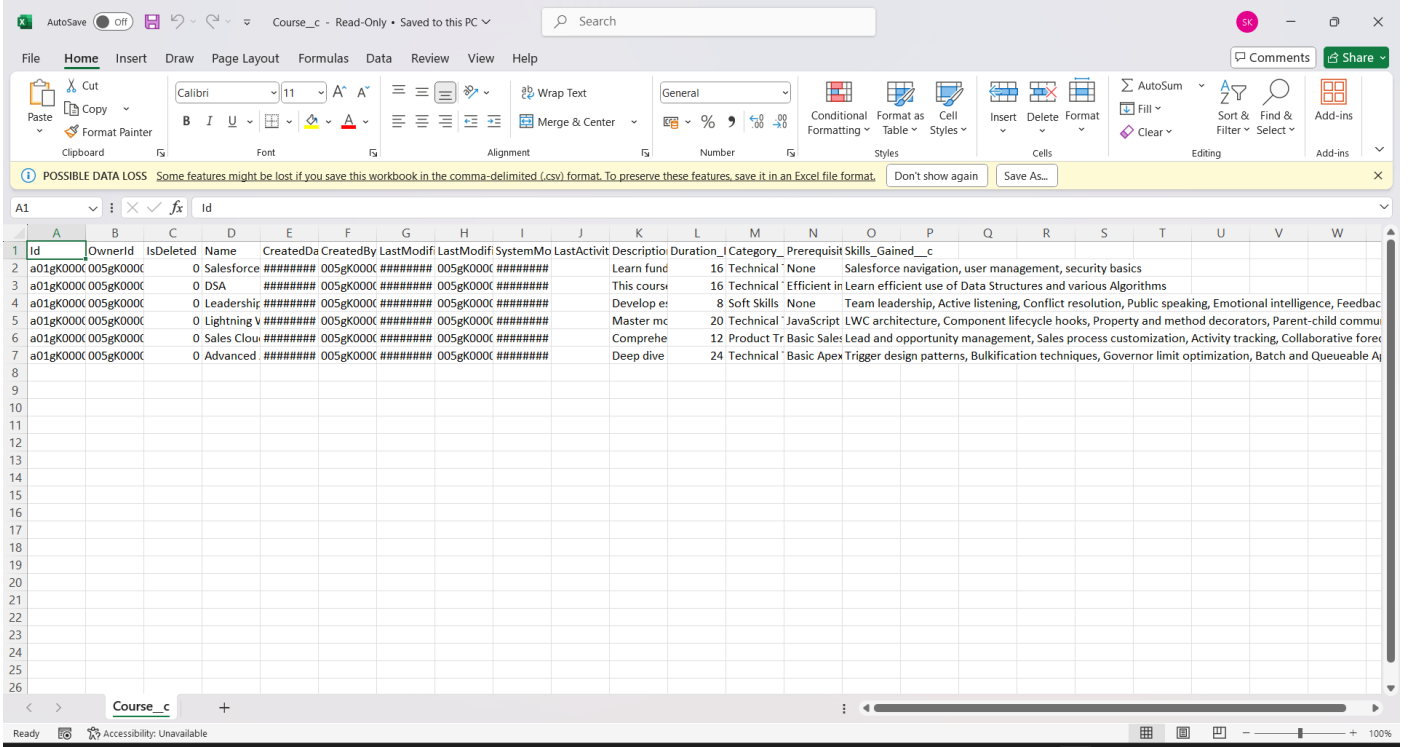 AutoSave Off Course__c - Read-Only • Saved to this PC Search SK
File Home Insert Draw Page Layout Formulas Data Review View Help Comments Share
Paste Cut Copy Format Painter Clipboard
Calibri 11 A A B I U A Font
Wrap Text Merge & Center Alignment
General % 9 .00 .00 Number
Conditional Formatting Format as Table Cell Styles Styles
Insert Delete Format Cells
AutoSum Fill Clear Sort & Filter Find & Select Editing
Add-ins Add-ins
POSSIBLE DATA LOSS Some features might be lost if you save this workbook in the comma-delimited (.csv) format. To preserve these features, save it in an Excel file format. Don't show again Save As...
A1 fx Id
A B C D E F G H I J K L M N O P Q R S T U V W
1 Id OwnerId IsDeleted Name CreatedDa CreatedBy LastModifi LastModifi SystemMo LastActivit Description Duration_ Category_ Prerequisit Skills_Gained__c
2 a01gK000 005gK000 0 Salesforce ######## 005gK000 ######## 005gK000 ######## Learn fund 16 Technical None Salesforce navigation, user management, security basics
3 a01gK000 005gK000 0 DSA ######## 005gK000 ######## 005gK000 ######## This course 16 Technical Efficient in Learn efficient use of Data Structures and various Algorithms
4 a01gK000 005gK000 0 Leadership ######## 005gK000 ######## 005gK000 ######## Develop es 8 Soft Skills None Team leadership, Active listening, Conflict resolution, Public speaking, Emotional intelligence, Feedbac
5 a01gK000 005gK000 0 Lightning ######## 005gK000 ######## 005gK000 ######## Master mo 20 Technical JavaScript LWC architecture, Component lifecycle hooks, Property and method decorators, Parent-child commu
6 a01gK000 005gK000 0 Sales Clou ######## 005gK000 ######## 005gK000 ######## Comprehe 12 Product Tr Basic Sales Lead and opportunity management, Sales process customization, Activity tracking, Collaborative fore
7 a01gK000 005gK000 0 Advanced ######## 005gK000 ######## 005gK000 ######## Deep dive 24 Technical Basic Apex Trigger design patterns, Bulkification techniques, Governor limit optimization, Batch and Queueable A
8
9
10
11
12
13
14
15
16
17
18
19
20
21
22
23
24
25
26
Course__c
Ready Accessibility: Unavailable 100%